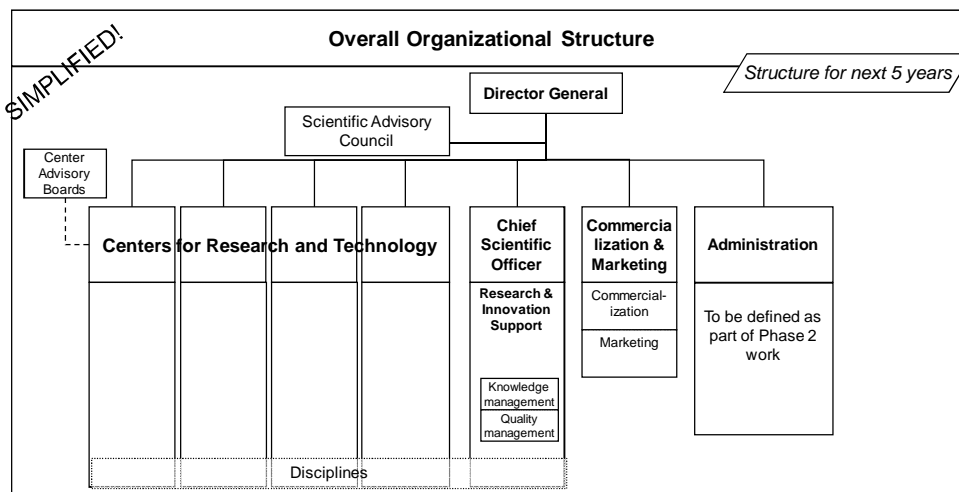 SIMPLIFIED!
Overall Organizational Structure
Structure for next 5 years
Director General
Scientific Advisory
Council
Center
Advisory
Boards
Centers for Research and Technology
Chief
Scientific
Officer
Commercia
lization &
Marketing
Administration
Research &
Innovation
Support
Commercial-
ization
Marketing
To be defined as
part of Phase 2
work
Knowledge
management
Quality
management
Disciplines